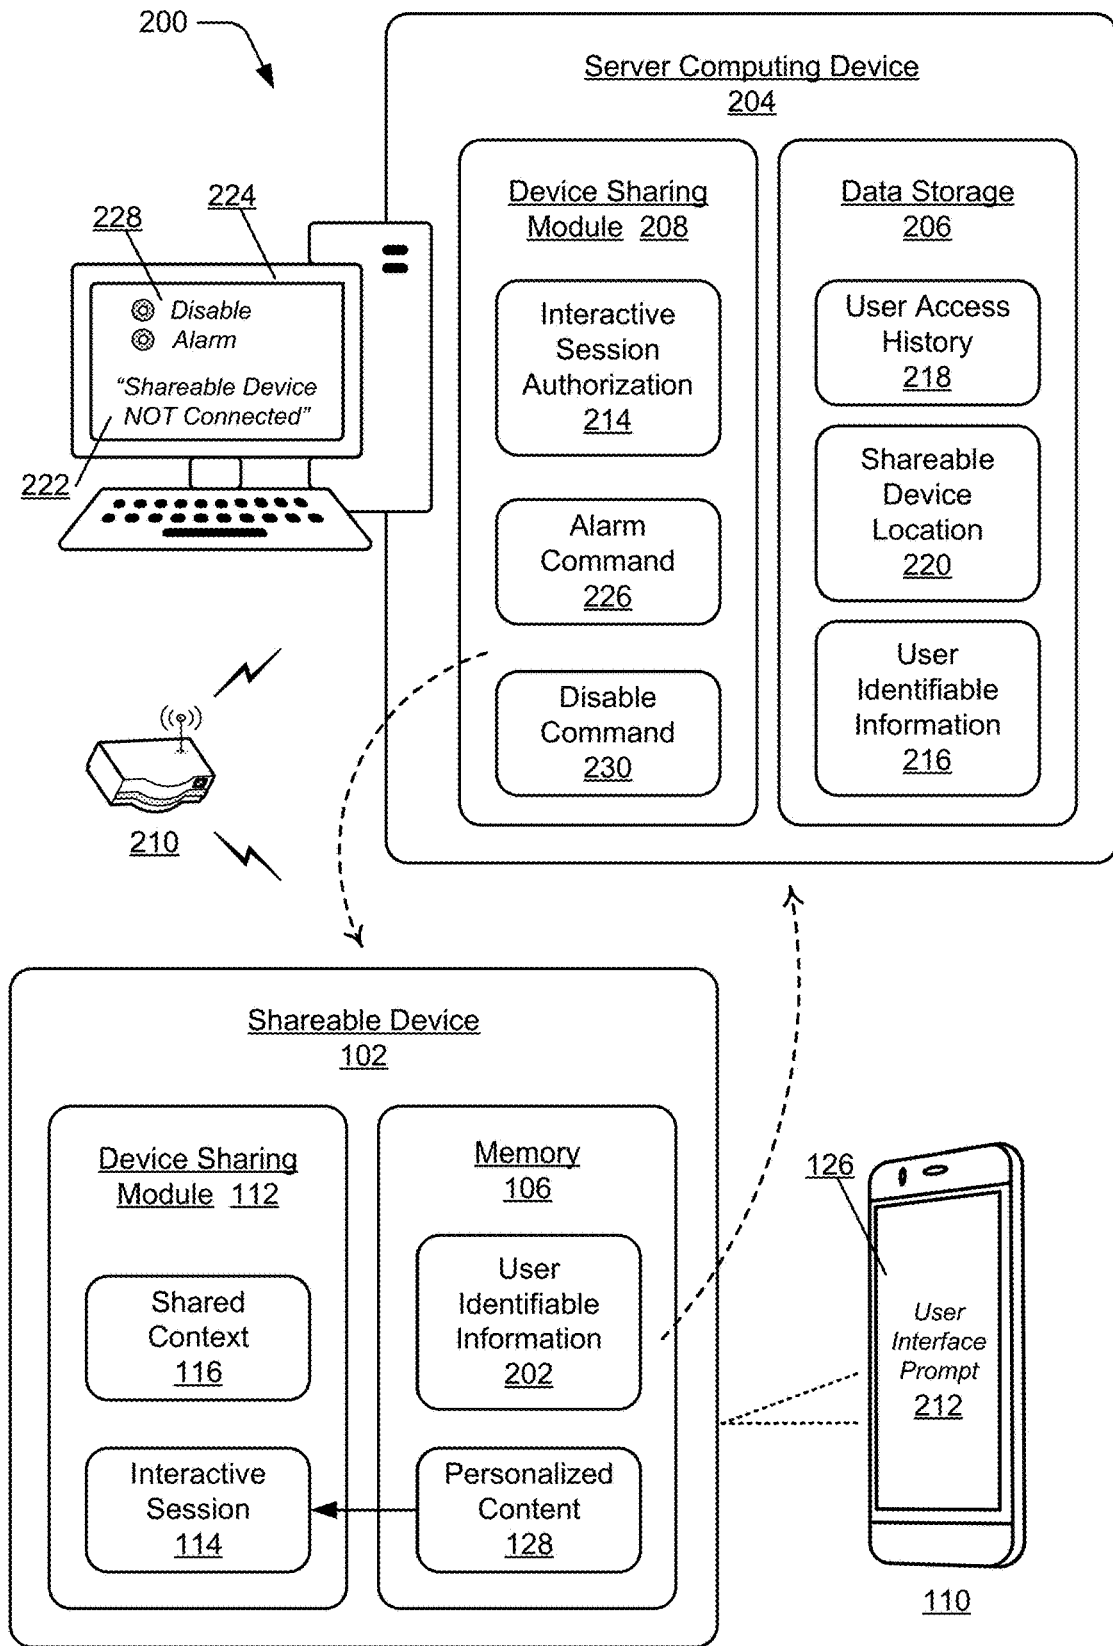 200
Server Computing Device
204
224
228
Disable
Alarm
“Shareable Device
NOT Connected”
222
Device Sharing
Module 208
Interactive
Session
Authorization
214
Alarm
Command
226
Disable
Command
230
Data Storage
206
User Access
History
218
Shareable
Device
Location
220
User
Identifiable
Information
216
210
Shareable Device
102
Device Sharing
Module 112
Shared
Context
116
Interactive
Session
114
Memory
106
User
Identifiable
Information
202
Personalized
Content
128
126
User
Interface
Prompt
212
110